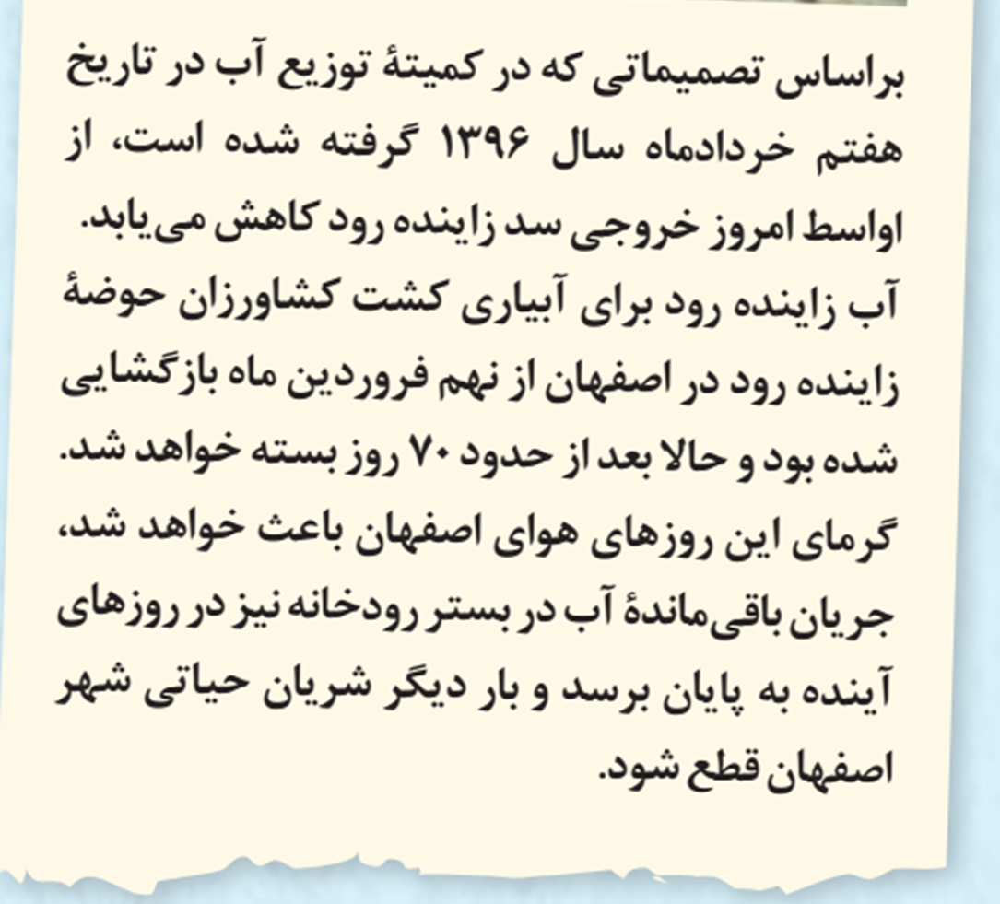 براساس تصمیماتی که در کمیتهٔ توزیع آب در تاریخ
هفتم خردادماه سال ۱۳۹۶ گرفته شده است، از
اواسط امروز خروجی سد زاینده رود کاهش می‌یابد.
آب زاینده رود برای آبیاری کشت کشاورزان حوضهٔ
زاینده رود در اصفهان از نهم فروردین ماه بازگشایی
شده بود و حالا بعد از حدود ۷۰ روز بسته خواهد شد.
گرمای این روزهای هوای اصفهان باعث خواهد شد،
جریان باقی‌ماندهٔ آب در بستر رودخانه نیز در روزهای
آینده به پایان برسد و بار دیگر شریان حیاتی شهر
اصفهان قطع شود.